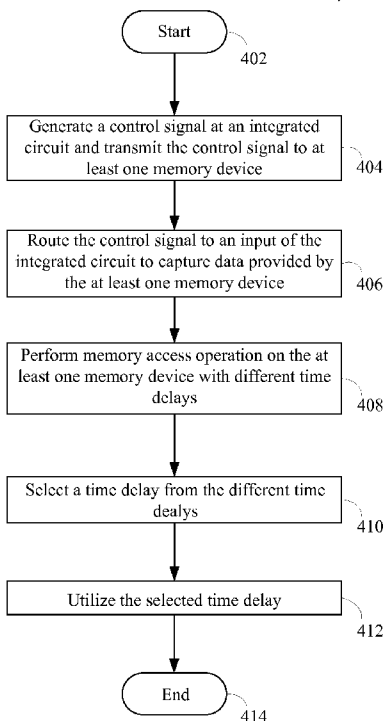 Start
402
Generate a control signal at an integrated
circuit and transmit the control signal to at
least one memory device
404
Route the control signal to an input of the
integrated circuit to capture data provided by
the at least one memory device
406
Perform memory access operation on the at
least one memory device with different time
delays
408
Select a time delay from the different time
dealys
410
Utilize the selected time delay
412
End
414